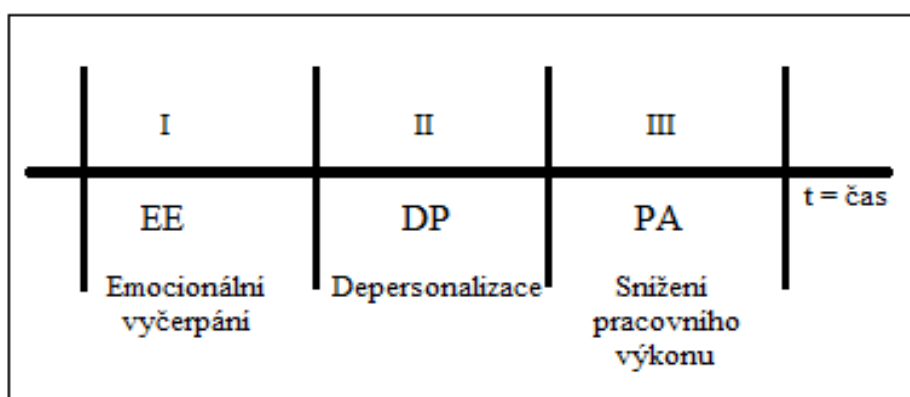 I II III
EE DP PA
t = čas
Emocionální
vyčerpání
Depersonalizace
Snížení
pracovního
výkonu